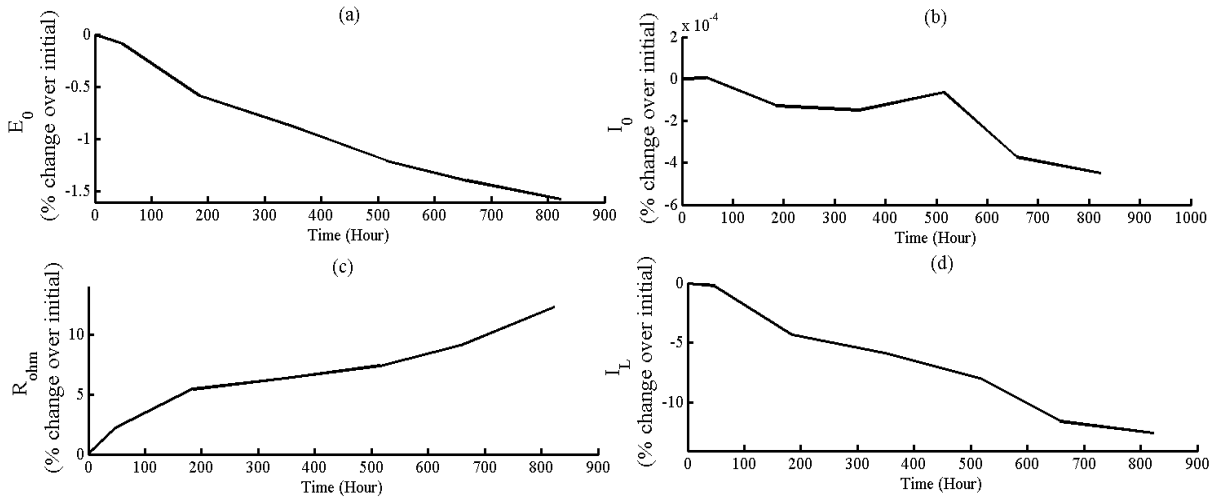 (a)
E0
(% change over initial)
0
-0.5
-1
-1.5
0 100 200 300 400 500 600 700 800 900
Time (Hour)
(b)
x 10-4
I0
(% change over initial)
2
0
-2
-4
-6
0 100 200 300 400 500 600 700 800 900 1000
Time (Hour)
(c)
Rohm
(% change over initial)
10
5
0
0 100 200 300 400 500 600 700 800 900
Time (Hour)
(d)
IL
(% change over initial)
0
-5
-10
0 100 200 300 400 500 600 700 800 900
Time (Hour)